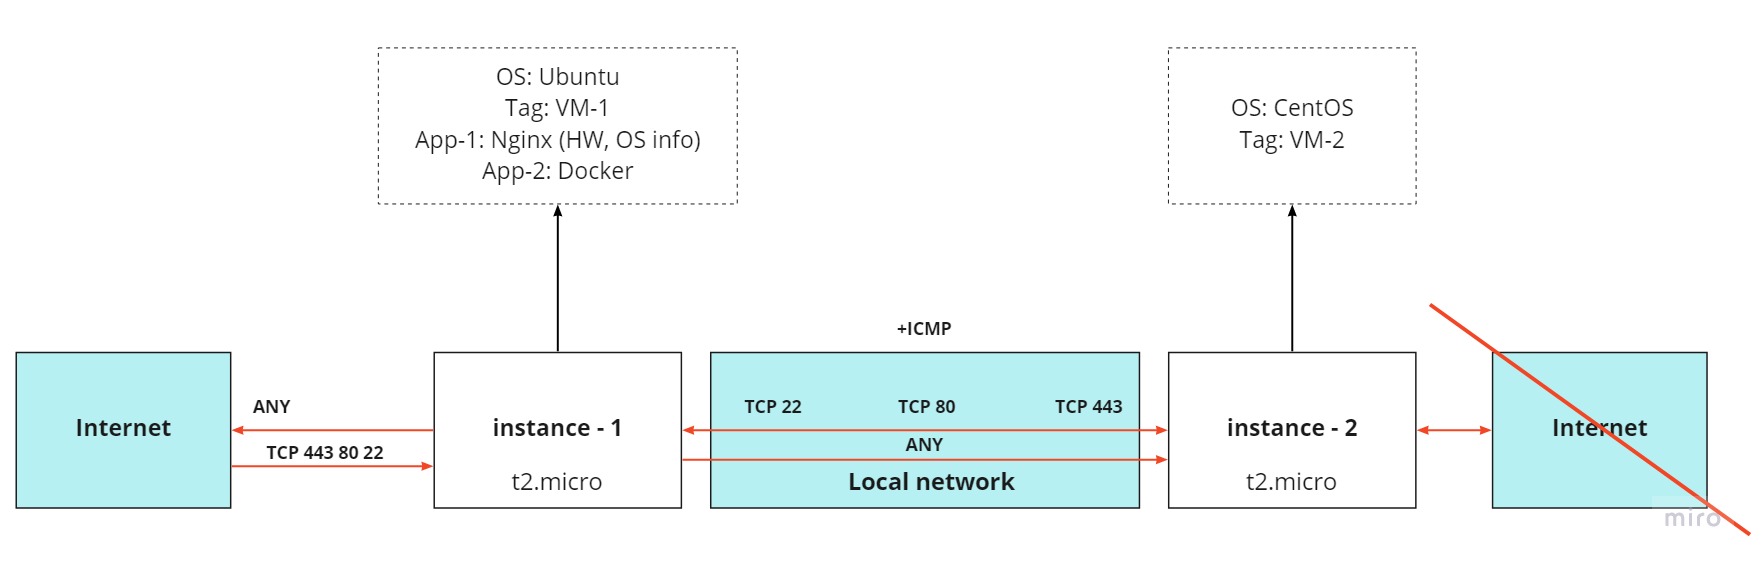 OS: Ubuntu
Tag: VM-1
App-1: Nginx (HW, OS info)
App-2: Docker
OS: CentOS
Tag: VM-2
+ICMP
Internet
ANY
TCP 443 80 22
instance - 1
t2.micro
TCP 22 TCP 80 TCP 443
ANY
Local network
instance - 2
t2.micro
Internet
miro